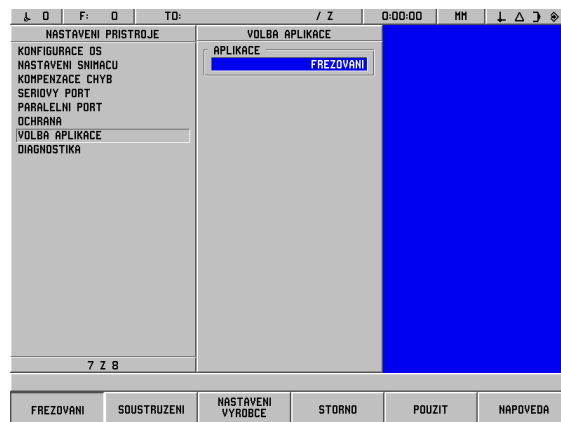 0 F: 0 TO: / Z 0:00:00 MM
NASTAVENI PRISTROJE
KONFIGURACE OS
NASTAVENI SNIMACU
KOMPENZACE CHYB
SERIOVY PORT
PARALELNI PORT
OCHRANA
VOLBA APLIKACE
DIAGNOSTIKA
7 Z 8
VOLBA APLIKACE
APLIKACE
FREZOVANI
FREZOVANI SOUSTRUZENI NASTAVENI VYROBCE STORNO POUZIT NAPOVEDA